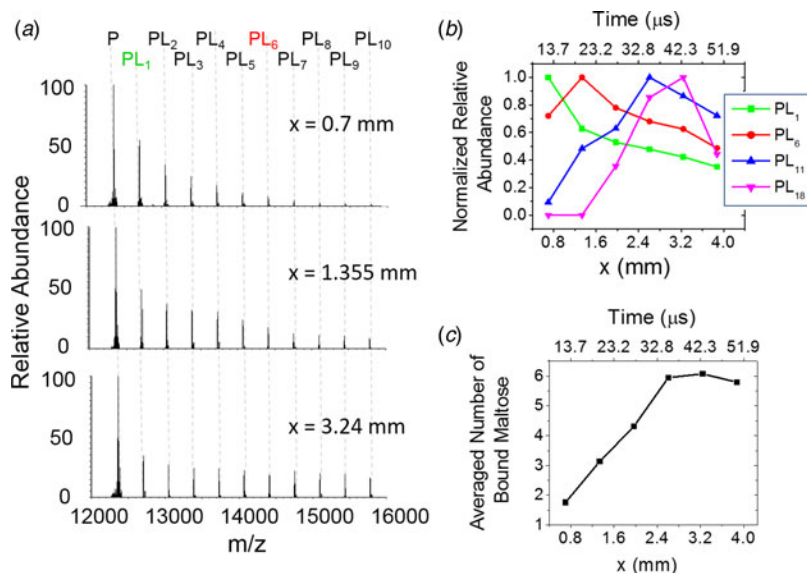 (a)
P PL2 PL4 PL6 PL8 PL10
PL1 PL3 PL5 PL7 PL9
100
50
0
x = 0.7 mm
100
50
0
x = 1.355 mm
100
50
0
x = 3.24 mm
Relative Abundance
12000 13000 14000 15000 16000
m/z
(b)
Time (μs)
13.7 23.2 32.8 42.3 51.9
1.0
0.8
0.6
0.4
0.2
0.0
Normalized Relative
Abundance
0.8 1.6 2.4 3.2 4.0
x (mm)
PL1
PL6
PL11
PL18
(c)
Time (μs)
13.7 23.2 32.8 42.3 51.9
6
5
4
3
2
1
Averaged Number of
Bound Maltose
0.8 1.6 2.4 3.2 4.0
x (mm)